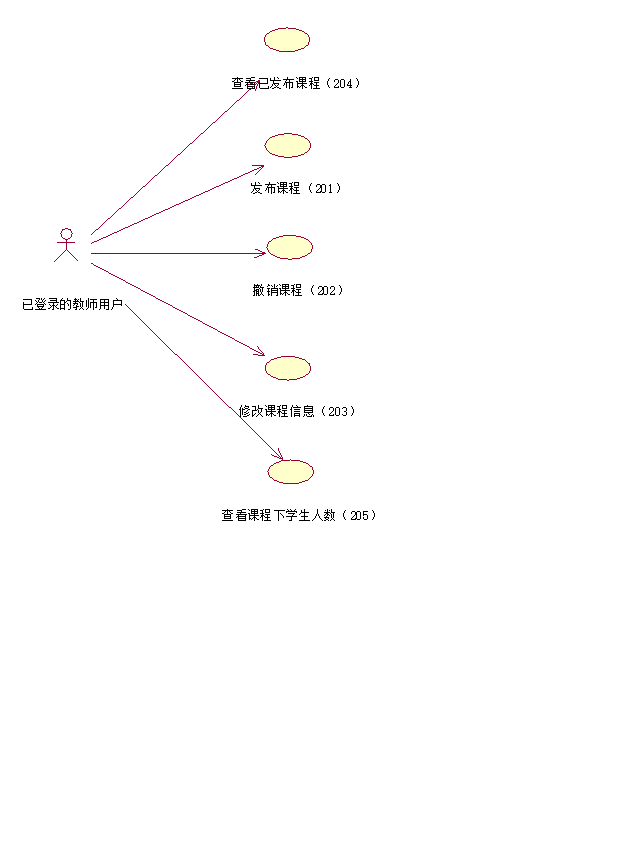 查看已发布课程（204）
发布课程（201）
撤销课程（202）
已登录的教师用户
修改课程信息（203）
查看课程下学生人数（205）